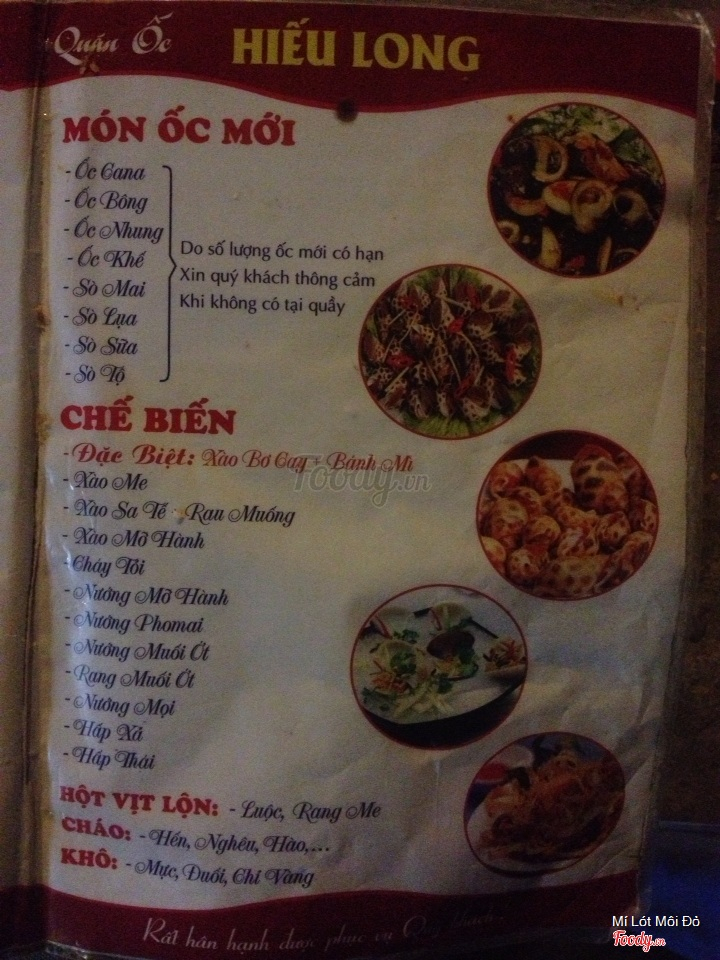 Quán Ốc HIẾU LONG
MÓN ỐC MỚI
- Ốc Cana
- Ốc Bông
- Ốc Nhung
- Ốc Khế
- Sò Mai
- Sò Lụa
- Sò Sữa
- Sò Tộ
Do số lượng ốc mới có hạn
Xin quý khách thông cảm
Khi không có tại quầy
CHẾ BIẾN
- Đặc Biệt: Xào Bơ Cay + Bánh Mì
- Xào Me
- Xào Sa Tế - Rau Muống
- Xào Mỡ Hành
- Cháy Tỏi
- Nướng Mỡ Hành
- Nướng Phomai
- Nướng Muối Ớt
- Rang Muối Ớt
- Nướng Mọi
- Hấp Xả
- Hấp Thái
HỘT VỊT LỘN: - Luộc, Rang Me
CHÁO: - Hến, Nghêu, Hào,...
KHÔ: - Mực, Đuối, Chỉ Vàng
Rất hân hạnh được phục vụ
Foody.vn
Mí Lót Môi Đỏ
Foody.vn